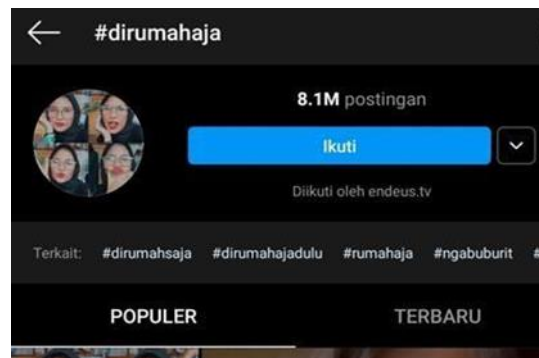 #dirumahaja
8.1M postingan
Ikuti
Diikuti oleh endeus.tv
Terkait: #dirumahsaja #dirumahajadulu #rumahaja #ngabuburit #
POPULER TERBARU